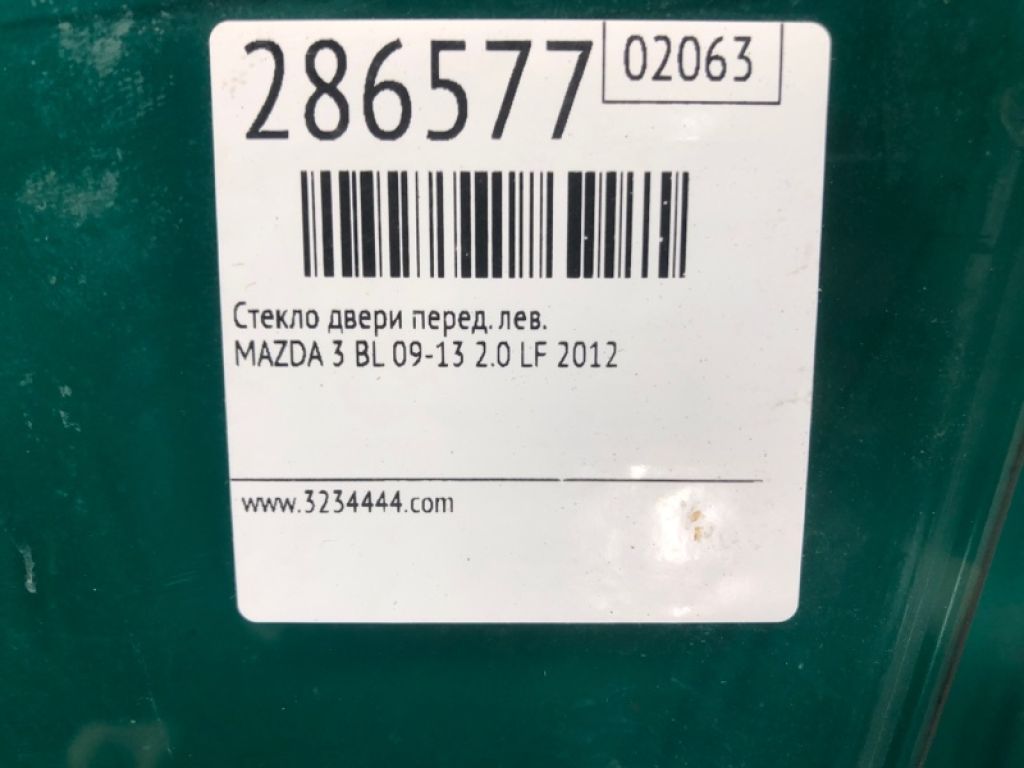 286577
02063
Стекло двери перед. лев.
MAZDA 3 BL 09-13 2.0 LF 2012
www.3234444.com